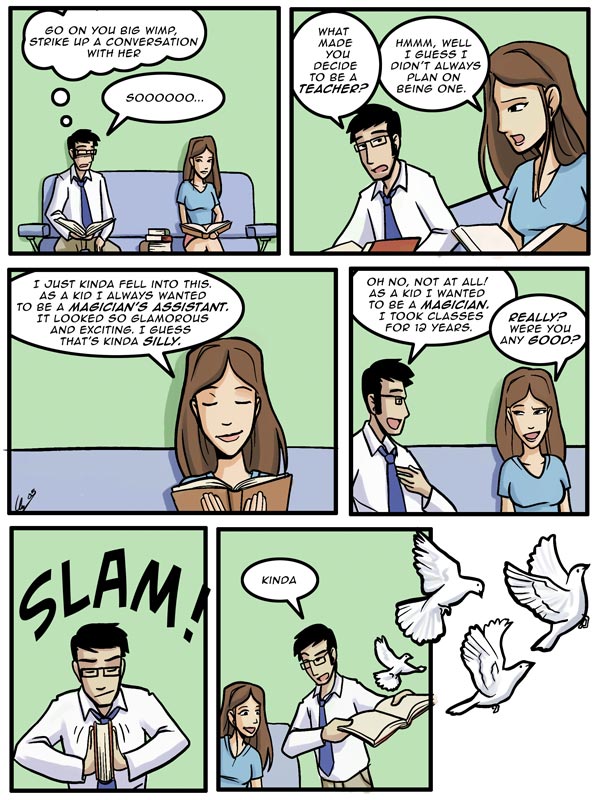 GO ON YOU BIG WIMP,
STRIKE UP A CONVERSATION
WITH HER
SOOOOOO...
WHAT
MADE YOU
DECIDE
TO BE A
TEACHER?
HMMM, WELL
I GUESS I
DIDN'T ALWAYS
PLAN ON
BEING ONE.
I JUST KINDA FELL INTO THIS.
AS A KID I ALWAYS WANTED
TO BE A MAGICIAN'S ASSISTANT.
IT LOOKED SO GLAMOROUS
AND EXCITING. I GUESS
THAT'S KINDA SILLY.
OH NO, NOT AT ALL!
AS A KID I WANTED
TO BE A MAGICIAN.
I TOOK CLASSES
FOR 12 YEARS.
REALLY?
WERE YOU
ANY GOOD?
SLAM!
KINDA